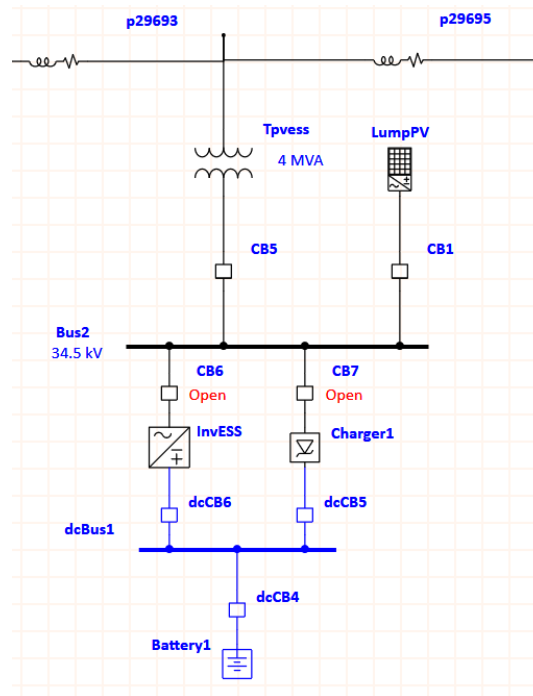 p29693
p29695
Tpvess
4 MVA
LumpPV
CB5
CB1
Bus2
34.5 kV
CB6
Open
CB7
Open
InvESS
Charger1
dcCB6
dcCB5
dcBus1
dcCB4
Battery1